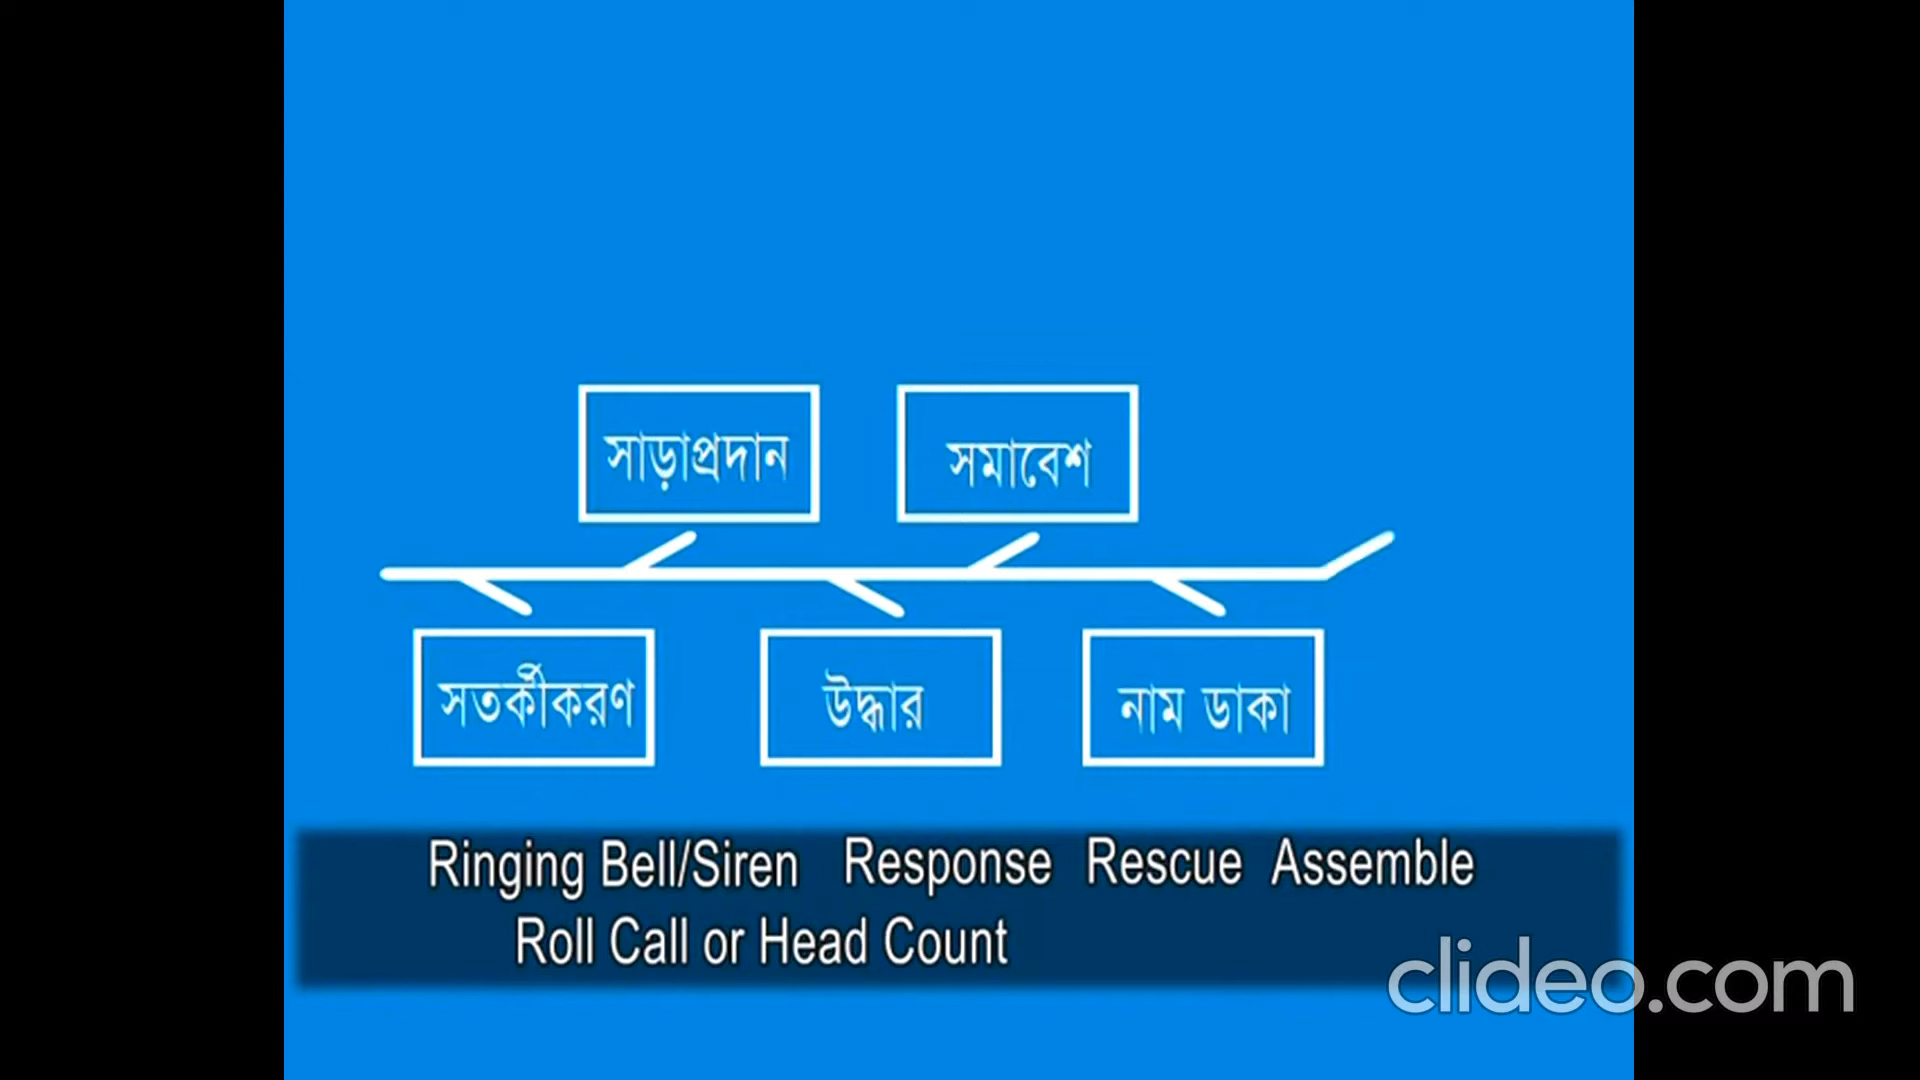 সাড়াপ্রদান
সমাবেশ
সতর্কীকরণ
উদ্ধার
নাম ডাকা
Ringing Bell/Siren Response Rescue Assemble
Roll Call or Head Count
clideo.com